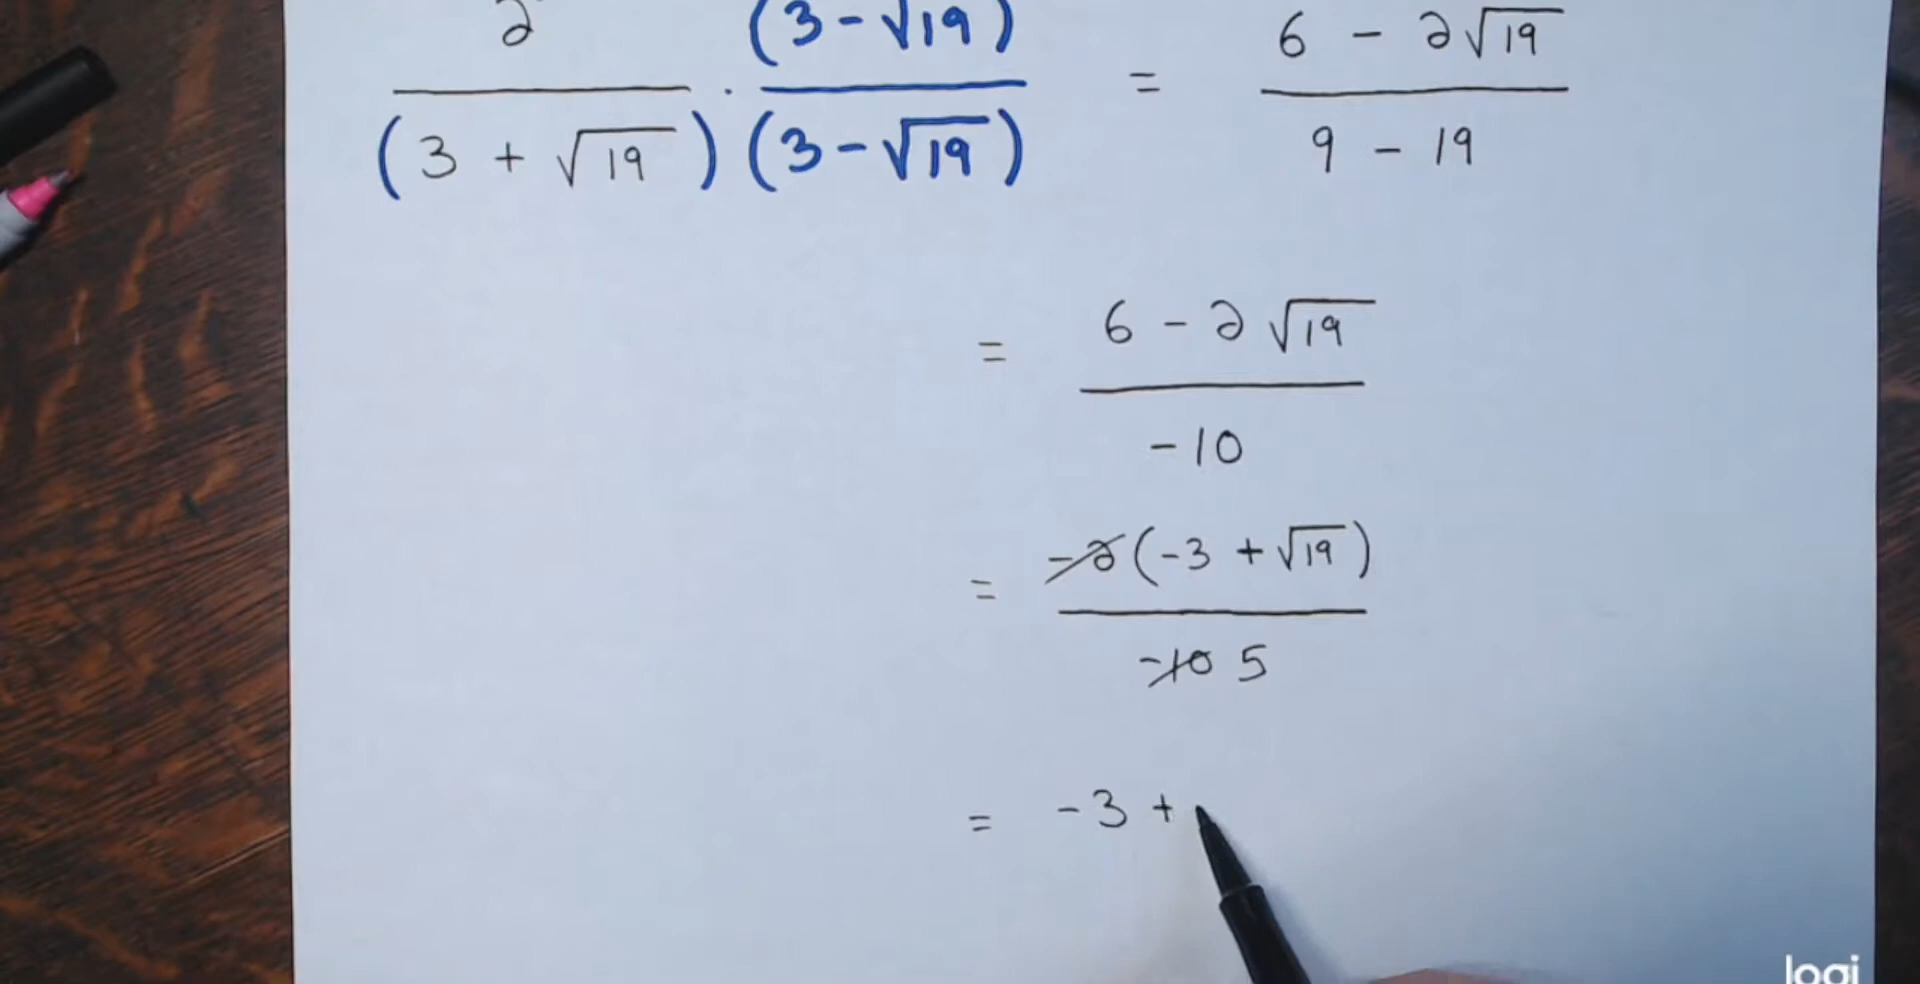 2/(3 + √19) · (3 - √19)/(3 - √19) = (6 - 2√19)/(9 - 19)
= (6 - 2√19)/-10
= -2(-3 + √19)/-10 5
= -3 +
logi